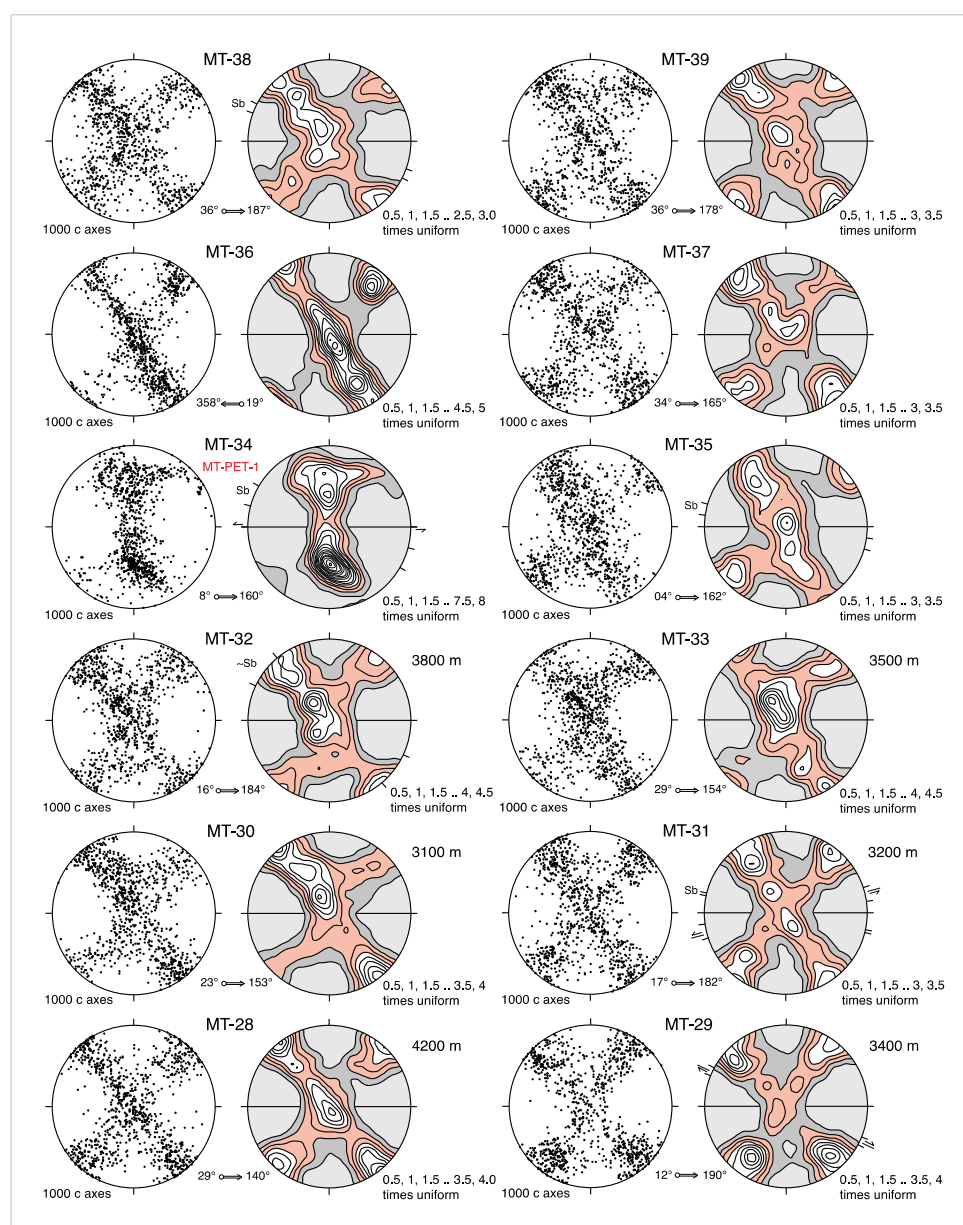 MT-38
Sb
36° 187°
1000 c axes
0.5, 1, 1.5 .. 2.5, 3.0
times uniform
MT-39
36° 178°
1000 c axes
0.5, 1, 1.5 .. 3, 3.5
times uniform
MT-36
358° 19°
1000 c axes
0.5, 1, 1.5 .. 4.5, 5
times uniform
MT-37
34° 165°
1000 c axes
0.5, 1, 1.5 .. 3, 3.5
times uniform
MT-34
MT-PET-1
Sb
8° 160°
1000 c axes
0.5, 1, 1.5 .. 7.5, 8
times uniform
MT-35
Sb
04° 162°
1000 c axes
0.5, 1, 1.5 .. 3, 3.5
times uniform
MT-32
3800 m
~Sb
16° 184°
1000 c axes
0.5, 1, 1.5 .. 4, 4.5
times uniform
MT-33
3500 m
29° 154°
1000 c axes
0.5, 1, 1.5 .. 4, 4.5
times uniform
MT-30
3100 m
23° 153°
1000 c axes
0.5, 1, 1.5 .. 3.5, 4
times uniform
MT-31
3200 m
Sb
17° 182°
1000 c axes
0.5, 1, 1.5 .. 3, 3.5
times uniform
MT-28
4200 m
29° 140°
1000 c axes
0.5, 1, 1.5 .. 3.5, 4.0
times uniform
MT-29
3400 m
12° 190°
1000 c axes
0.5, 1, 1.5 .. 3.5, 4
times uniform